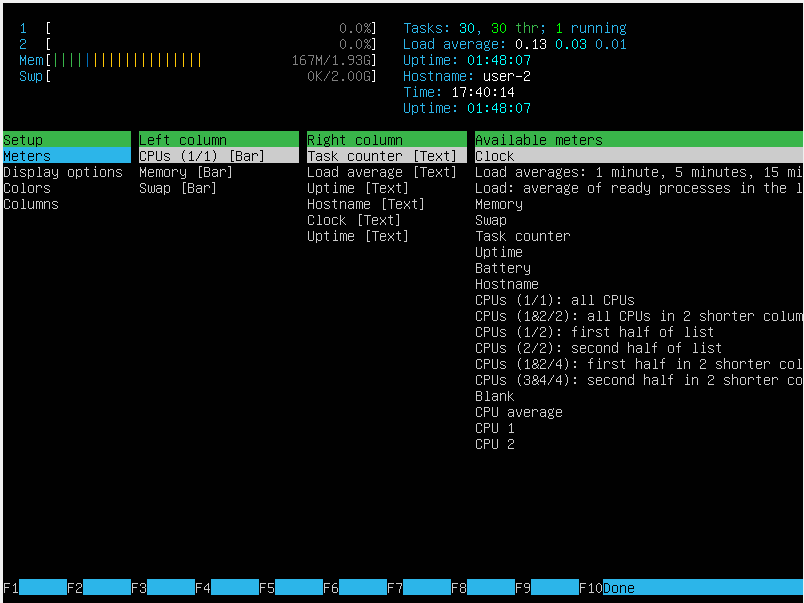 1 [ 0.0%] Tasks: 30, 30 thr; 1 running
2 [ 0.0%] Load average: 0.13 0.03 0.01
Mem[||||||||||||||||||| 167M/1.93G] Uptime: 01:48:07
Swp[ 0K/2.00G] Hostname: user-2
Time: 17:40:14
Uptime: 01:48:07
Setup Left column Right column Available meters
Meters CPUs (1/1) [Bar] Task counter [Text] Clock
Display options Memory [Bar] Load average [Text] Load averages: 1 minute, 5 minutes, 15 mi
Colors Swap [Bar] Uptime [Text] Load: average of ready processes in the l
Columns Hostname [Text] Memory
Clock [Text] Swap
Uptime [Text] Task counter
Uptime
Battery
Hostname
CPUs (1/1): all CPUs
CPUs (1&2/2): all CPUs in 2 shorter colum
CPUs (1/2): first half of list
CPUs (2/2): second half of list
CPUs (1&2/4): first half in 2 shorter col
CPUs (3&4/4): second half in 2 shorter co
Blank
CPU average
CPU 1
CPU 2
F1 F2 F3 F4 F5 F6 F7 F8 F9 F10Done